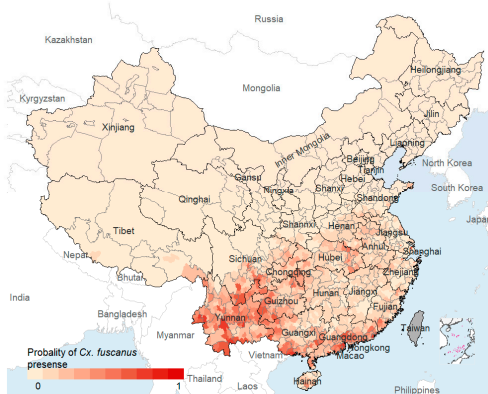 Russia
Kazakhstan
Heilongjiang
Mongolia
Kyrgyzstan
Jilin
Xinjiang
Inner Mongolia
Liaoning
Beijing
North Korea
Gansu
Tianjin
Hebei
Ningxia
Shanxi
South Korea
Qinghai
Shandong
Japa
Shannxi
Henan
Jiangsu
Tibet
Anhui
Shanghai
Nepa
Sichuan
Hubei
Chongqing
Zhejiang
Bhutar
Hunan
Jiangxi
India
Guizhou
Fujian
Bangladesh
Yunnan
Taiwan
Guangxi
Guangdong
Myanmar
Hongkong
Macao
Probality of Cx. fuscanus
presense
Vietnam
0
1
Thailand
Laos
Hainan
Philippines